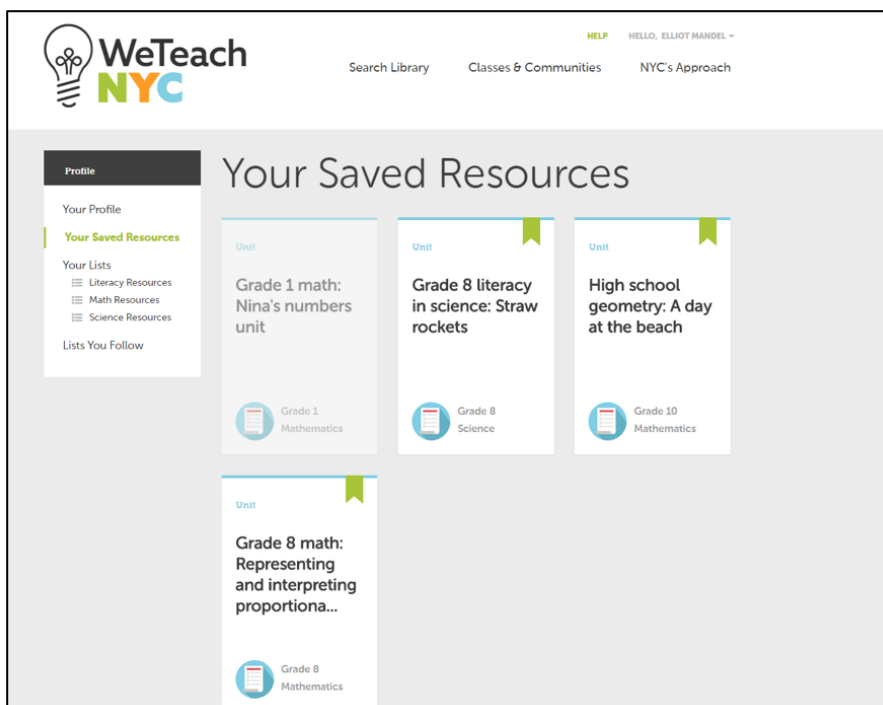 WeTeach
NYC
HELP
HELLO, ELLIOT MANDEL
Search Library
Classes & Communities
NYC's Approach
Profile
Your Profile
Your Saved Resources
Your Lists
Literacy Resources
Math Resources
Science Resources
Lists You Follow
Your Saved Resources
Unit
Grade 1 math:
Nina's numbers
unit
Grade 1
Mathematics
Unit
Grade 8 literacy
in science: Straw
rockets
Grade 8
Science
Unit
High school
geometry: A day
at the beach
Grade 10
Mathematics
Unit
Grade 8 math:
Representing
and interpreting
proportiona...
Grade 8
Mathematics